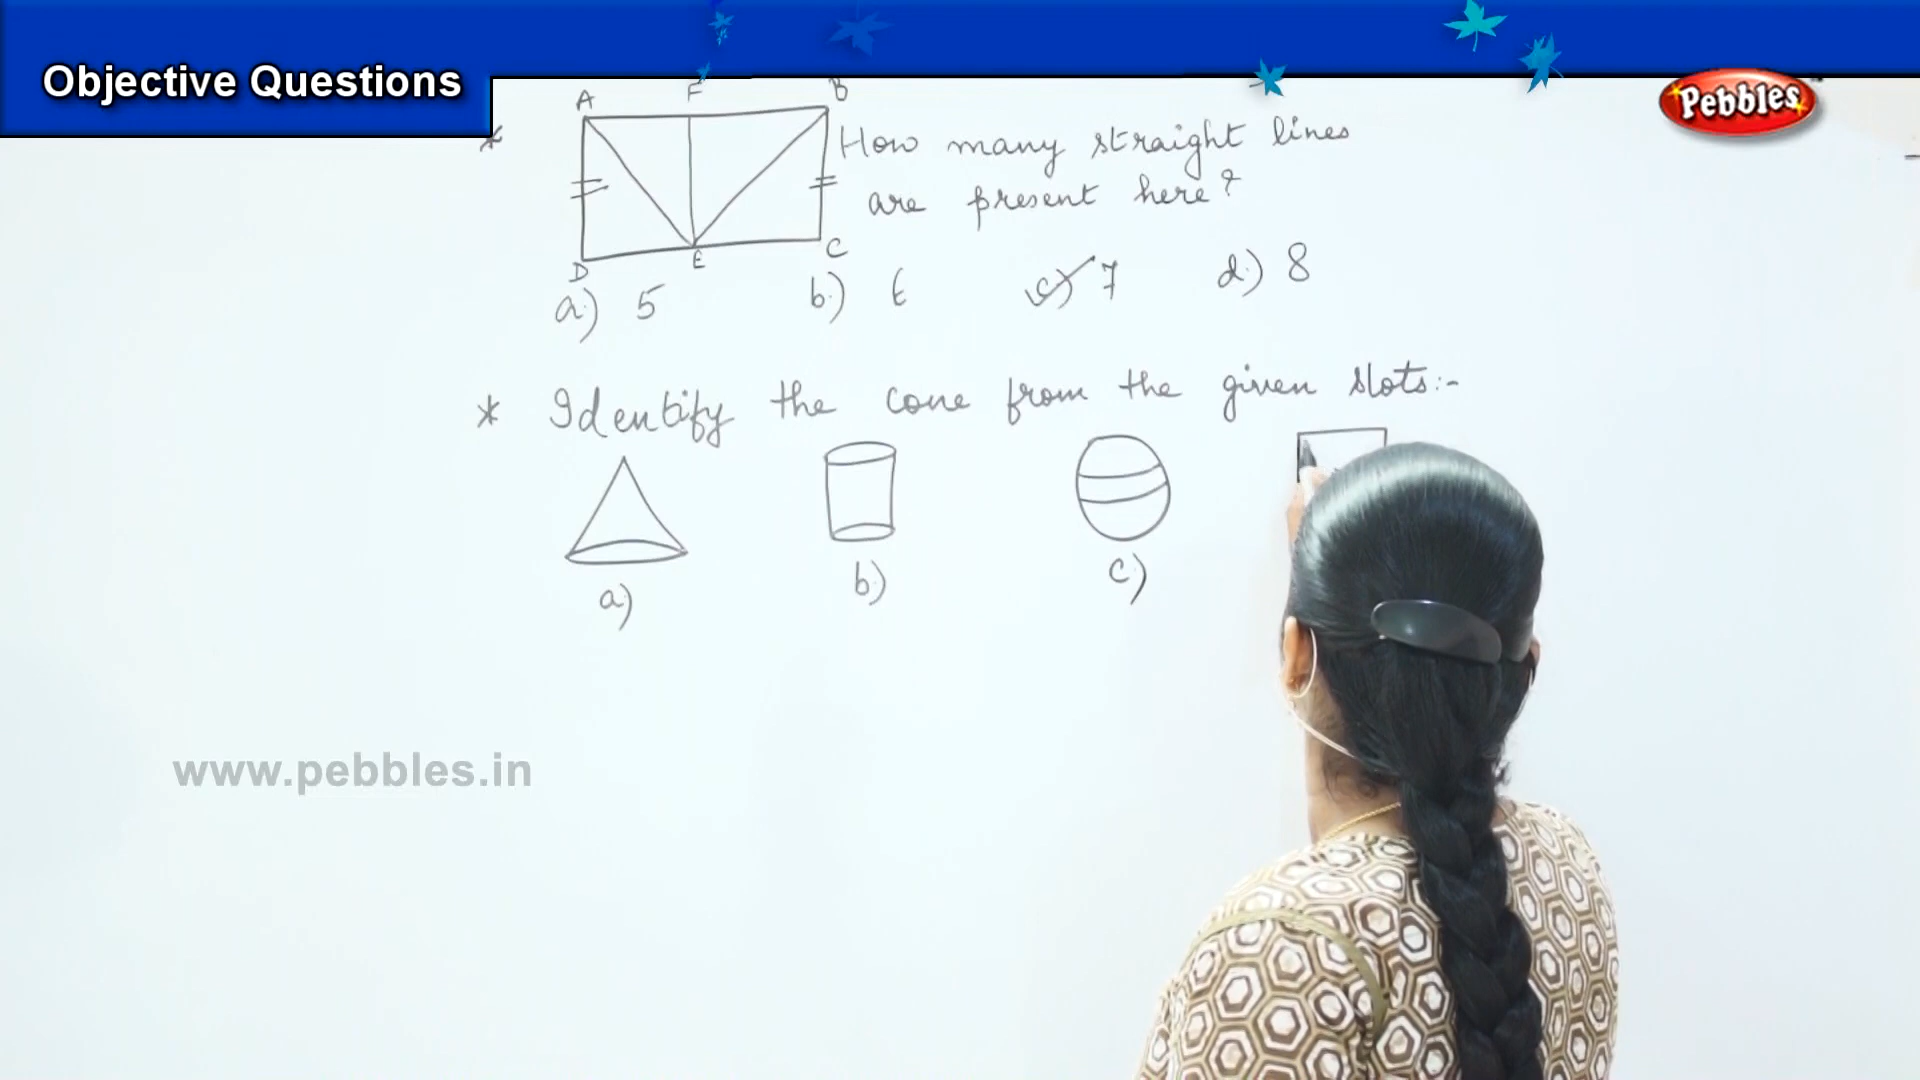 Objective Questions
Pebbles
A F B
* How many straight lines
are present here?
D E C
a.) 5 b.) 6 c.) 7 d.) 8
* Identify the cone from the given slots:-
a.) b.) c.)
www.pebbles.in